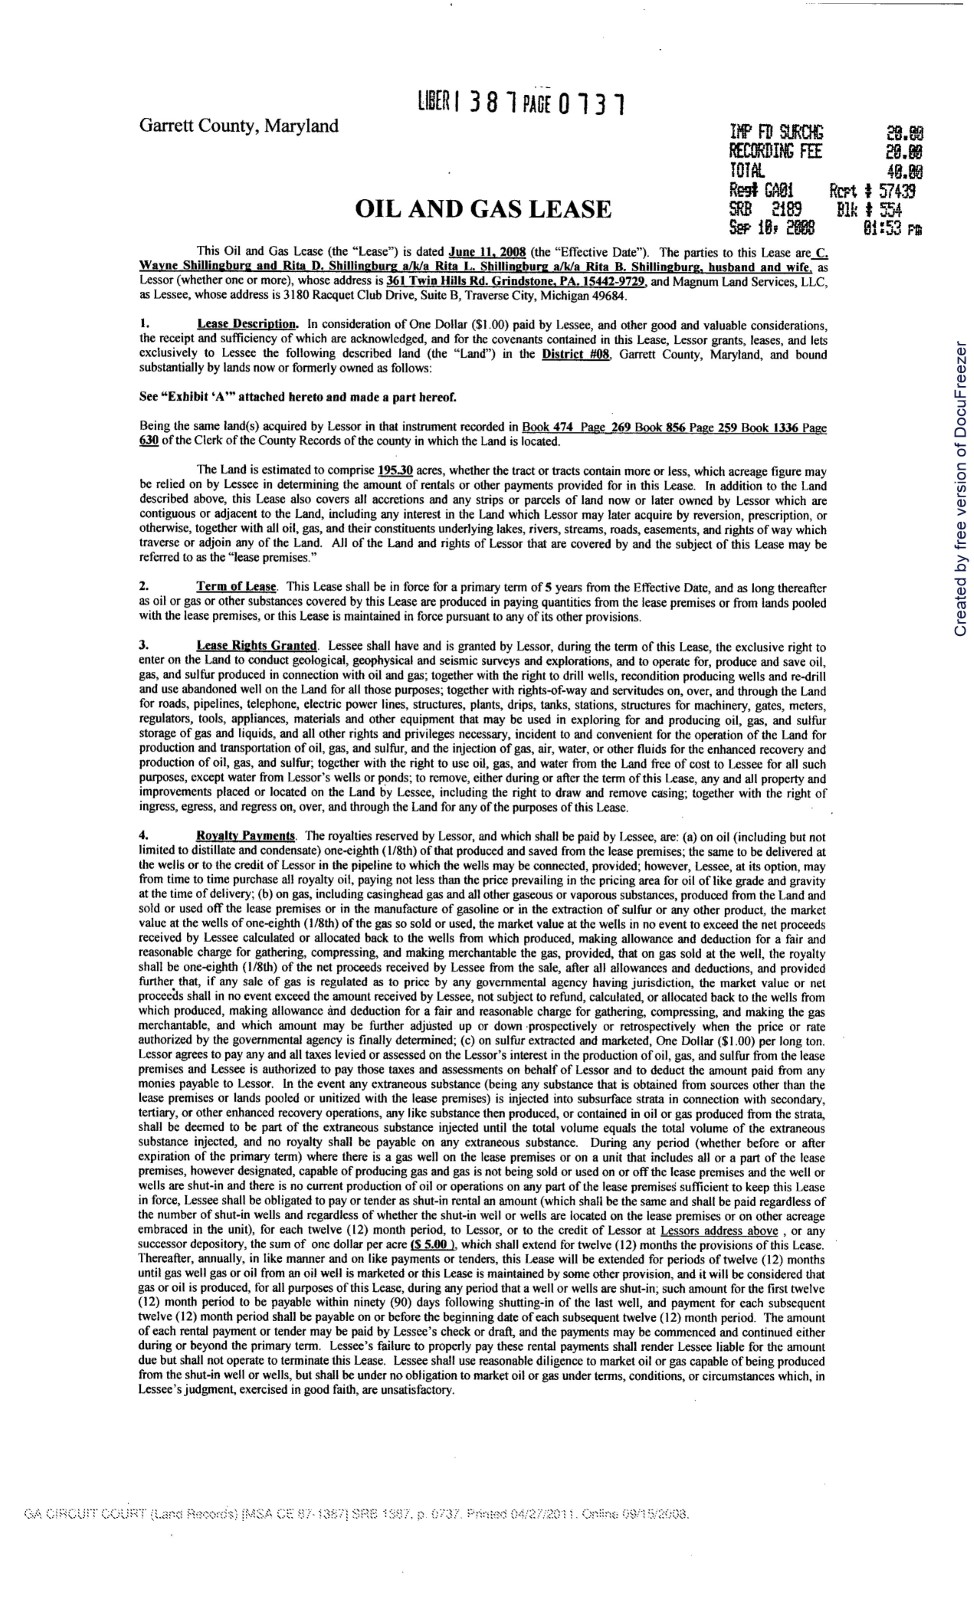 LIBER 1 3 8 7 PAGE 0 7 3 7
Garrett County, Maryland
IMP FD SURCHG 20.00
RECORDING FEE 20.00
TOTAL 40.00
Rest GA01 Rcpt # 57439
SRB 2189 Blk # 554
Sep 10, 2008 01:53 pm
OIL AND GAS LEASE
This Oil and Gas Lease (the “Lease”) is dated June 11, 2008 (the “Effective Date”). The parties to this Lease are C.
Wayne Shillingburg and Rita D. Shillingburg a/k/a Rita L. Shillingburg a/k/a Rita B. Shillingburg, husband and wife, as
Lessor (whether one or more), whose address is 361 Twin Hills Rd. Grindstone, PA. 15442-9729, and Magnum Land Services, LLC,
as Lessee, whose address is 3180 Racquet Club Drive, Suite B, Traverse City, Michigan 49684.
1. Lease Description. In consideration of One Dollar ($1.00) paid by Lessee, and other good and valuable considerations,
the receipt and sufficiency of which are acknowledged, and for the covenants contained in this Lease, Lessor grants, leases, and lets
exclusively to Lessee the following described land (the “Land”) in the District #08, Garrett County, Maryland, and bound
substantially by lands now or formerly owned as follows:
See “Exhibit ‘A’” attached hereto and made a part hereof.
Being the same land(s) acquired by Lessor in that instrument recorded in Book 474 Page 269 Book 856 Page 259 Book 1336 Page
630 of the Clerk of the County Records of the county in which the Land is located.
The Land is estimated to comprise 195.30 acres, whether the tract or tracts contain more or less, which acreage figure may
be relied on by Lessee in determining the amount of rentals or other payments provided for in this Lease. In addition to the Land
described above, this Lease also covers all accretions and any strips or parcels of land now or later owned by Lessor which are
contiguous or adjacent to the Land, including any interest in the Land which Lessor may later acquire by reversion, prescription, or
otherwise, together with all oil, gas, and their constituents underlying lakes, rivers, streams, roads, easements, and rights of way which
traverse or adjoin any of the Land. All of the Land and rights of Lessor that are covered by and the subject of this Lease may be
referred to as the “lease premises.”
2. Term of Lease. This Lease shall be in force for a primary term of 5 years from the Effective Date, and as long thereafter
as oil or gas or other substances covered by this Lease are produced in paying quantities from the lease premises or from lands pooled
with the lease premises, or this Lease is maintained in force pursuant to any of its other provisions.
3. Lease Rights Granted. Lessee shall have and is granted by Lessor, during the term of this Lease, the exclusive right to
enter on the Land to conduct geological, geophysical and seismic surveys and explorations, and to operate for, produce and save oil,
gas, and sulfur produced in connection with oil and gas; together with the right to drill wells, recondition producing wells and re-drill
and use abandoned well on the Land for all those purposes; together with rights-of-way and servitudes on, over, and through the Land
for roads, pipelines, telephone, electric power lines, structures, plants, drips, tanks, stations, structures for machinery, gates, meters,
regulators, tools, appliances, materials and other equipment that may be used in exploring for and producing oil, gas, and sulfur
storage of gas and liquids, and all other rights and privileges necessary, incident to and convenient for the operation of the Land for
production and transportation of oil, gas, and sulfur, and the injection of gas, air, water, or other fluids for the enhanced recovery and
production of oil, gas, and sulfur; together with the right to use oil, gas, and water from the Land free of cost to Lessee for all such
purposes, except water from Lessor’s wells or ponds; to remove, either during or after the term of this Lease, any and all property and
improvements placed or located on the Land by Lessee, including the right to draw and remove casing; together with the right of
ingress, egress, and regress on, over, and through the Land for any of the purposes of this Lease.
4. Royalty Payments. The royalties reserved by Lessor, and which shall be paid by Lessee, are: (a) on oil (including but not
limited to distillate and condensate) one-eighth (1/8th) of that produced and saved from the lease premises; the same to be delivered at
the wells or to the credit of Lessor in the pipeline to which the wells may be connected, provided; however, Lessee, at its option, may
from time to time purchase all royalty oil, paying not less than the price prevailing in the pricing area for oil of like grade and gravity
at the time of delivery; (b) on gas, including casinghead gas and all other gaseous or vaporous substances, produced from the Land and
sold or used off the lease premises or in the manufacture of gasoline or in the extraction of sulfur or any other product, the market
value at the wells of one-eighth (1/8th) of the gas so sold or used, the market value at the wells in no event to exceed the net proceeds
received by Lessee calculated or allocated back to the wells from which produced, making allowance and deduction for a fair and
reasonable charge for gathering, compressing, and making merchantable the gas, provided, that on gas sold at the well, the royalty
shall be one-eighth (1/8th) of the net proceeds received by Lessee from the sale, after all allowances and deductions, and provided
further that, if any sale of gas is regulated as to price by any governmental agency having jurisdiction, the market value or net
proceeds shall in no event exceed the amount received by Lessee, not subject to refund, calculated, or allocated back to the wells from
which produced, making allowance and deduction for a fair and reasonable charge for gathering, compressing, and making the gas
merchantable, and which amount may be further adjusted up or down prospectively or retrospectively when the price or rate
authorized by the governmental agency is finally determined; (c) on sulfur extracted and marketed, One Dollar ($1.00) per long ton.
Lessor agrees to pay any and all taxes levied or assessed on the Lessor’s interest in the production of oil, gas, and sulfur from the lease
premises and Lessee is authorized to pay those taxes and assessments on behalf of Lessor and to deduct the amount paid from any
monies payable to Lessor. In the event any extraneous substance (being any substance that is obtained from sources other than the
lease premises or lands pooled or unitized with the lease premises) is injected into subsurface strata in connection with secondary,
tertiary, or other enhanced recovery operations, any like substance then produced, or contained in oil or gas produced from the strata,
shall be deemed to be part of the extraneous substance injected until the total volume equals the total volume of the extraneous
substance injected, and no royalty shall be payable on any extraneous substance. During any period (whether before or after
expiration of the primary term) where there is a gas well on the lease premises or on a unit that includes all or a part of the lease
premises, however designated, capable of producing gas and gas is not being sold or used on or off the lease premises and the well or
wells are shut-in and there is no current production of oil or operations on any part of the lease premises sufficient to keep this Lease
in force, Lessee shall be obligated to pay or tender as shut-in rental an amount (which shall be the same and shall be paid regardless of
the number of shut-in wells and regardless of whether the shut-in well or wells are located on the lease premises or on other acreage
embraced in the unit), for each twelve (12) month period, to Lessor, or to the credit of Lessor at Lessors address above , or any
successor depository, the sum of one dollar per acre ($ 5.00 ), which shall extend for twelve (12) months the provisions of this Lease.
Thereafter, annually, in like manner and on like payments or tenders, this Lease will be extended for periods of twelve (12) months
until gas well gas or oil from an oil well is marketed or this Lease is maintained by some other provision, and it will be considered that
gas or oil is produced, for all purposes of this Lease, during any period that a well or wells are shut-in; such amount for the first twelve
(12) month period to be payable within ninety (90) days following shutting-in of the last well, and payment for each subsequent
twelve (12) month period shall be payable on or before the beginning date of each subsequent twelve (12) month period. The amount
of each rental payment or tender may be paid by Lessee’s check or draft, and the payments may be commenced and continued either
during or beyond the primary term. Lessee’s failure to properly pay these rental payments shall render Lessee liable for the amount
due but shall not operate to terminate this Lease. Lessee shall use reasonable diligence to market oil or gas capable of being produced
from the shut-in well or wells, but shall be under no obligation to market oil or gas under terms, conditions, or circumstances which, in
Lessee’s judgment, exercised in good faith, are unsatisfactory.
GA CIRCUIT COURT (Land Records) [MSA CE 87-1387] SRB 1387, p. 0737. Printed 04/27/2011. Online 09/15/2008.
Created by free version of DocuFreezer